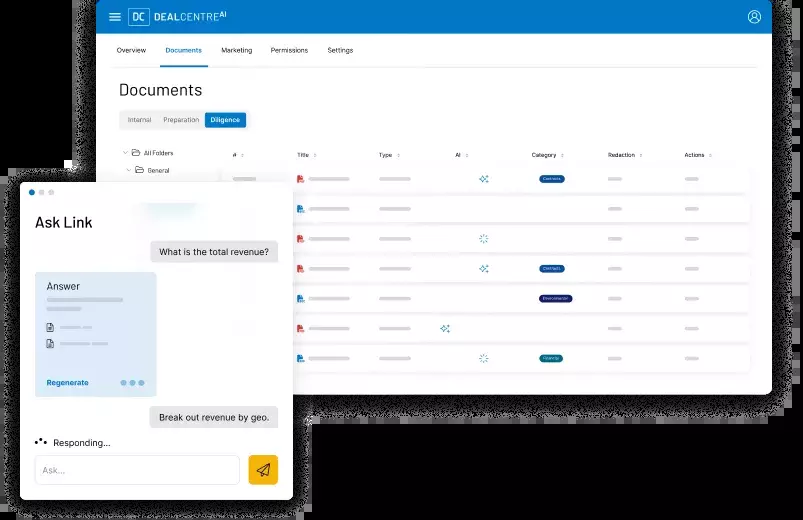 DC DEALCENTRE AI
Overview Documents Marketing Permissions Settings
Documents
Internal Preparation Diligence
All Folders
General
# Title Type AI Category Redaction Actions
Contracts
Contracts
Environmental
Financial
Ask Link
What is the total revenue?
Answer
Regenerate
Break out revenue by geo.
Responding...
Ask...